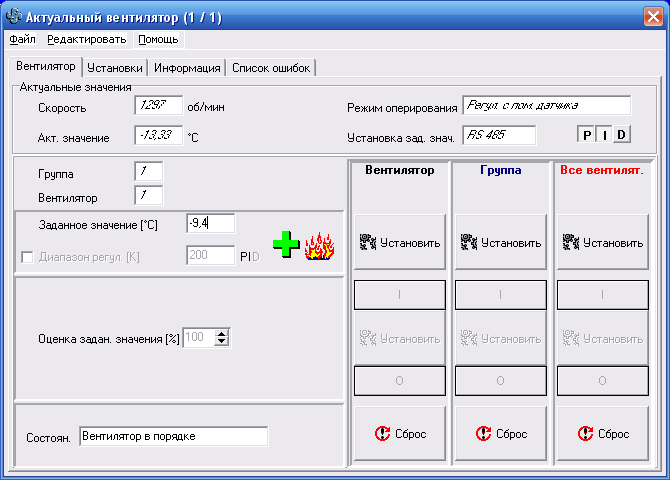 Актуальный вентилятор (1 / 1)
Файл Редактировать Помощь
Вентилятор Установки Информация Список ошибок
Актуальные значения
Скорость 1297 об/мин Режим оперирования Регул. с пом. датчика
Акт. значение -13,33 °C Установка зад. знач. RS 485 P I D
Группа 1
Вентилятор 1
Вентилятор Группа Все вентилят.
Заданное значение [°C] -9,4
Установить Установить Установить
Диапазон регул. [K] 200 PID
I I I
Оценка задан. значения [%] 100
Установить Установить Установить
O O O
Состоян. Вентилятор в порядке
Сброс Сброс Сброс